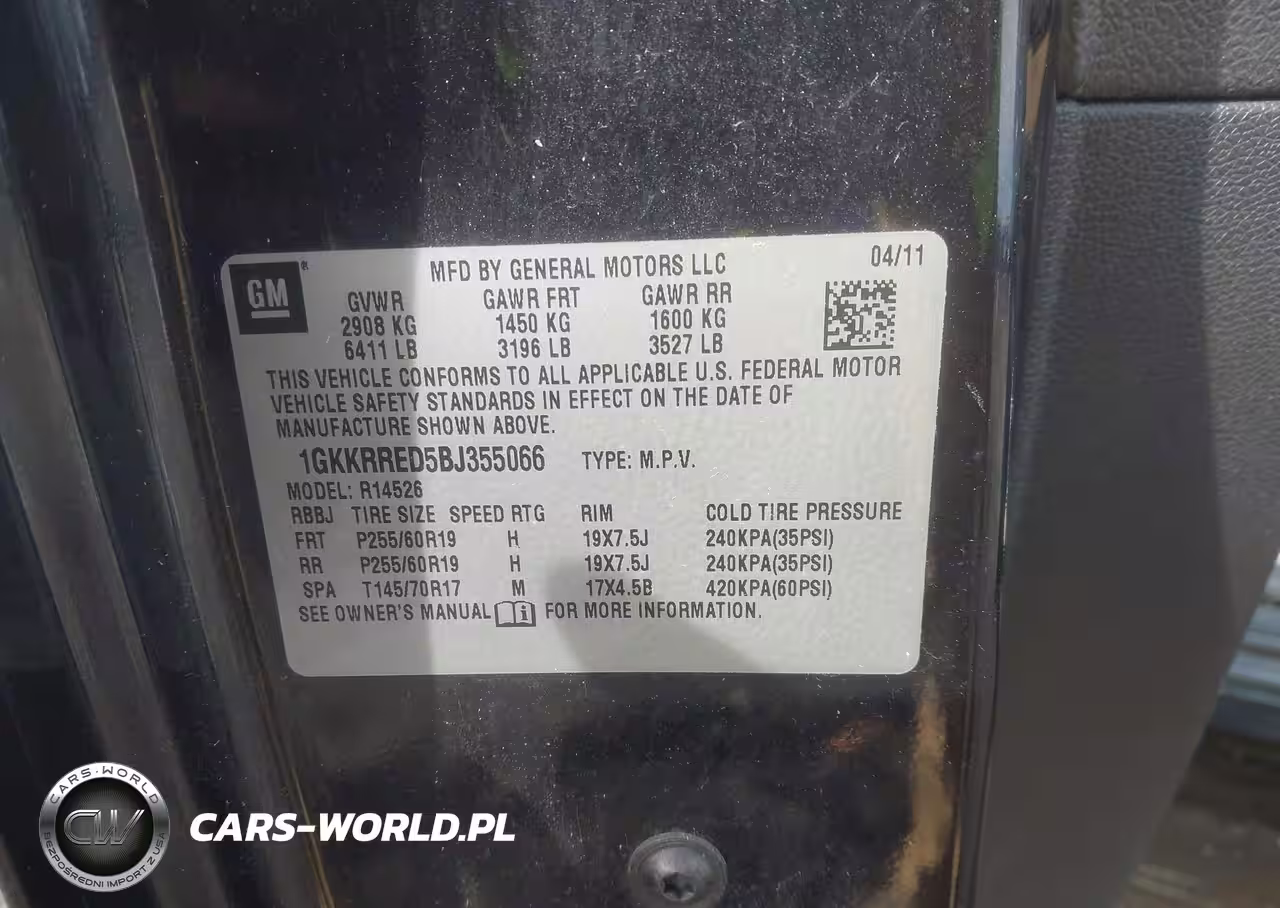 GM
MFD BY GENERAL MOTORS LLC 04/11
GVWR GAWR FRT GAWR RR
2908 KG 1450 KG 1600 KG
6411 LB 3196 LB 3527 LB
THIS VEHICLE CONFORMS TO ALL APPLICABLE U.S. FEDERAL MOTOR
VEHICLE SAFETY STANDARDS IN EFFECT ON THE DATE OF
MANUFACTURE SHOWN ABOVE.
1GKKRRED5BJ355066 TYPE: M.P.V.
MODEL: R14526
RBBJ TIRE SIZE SPEED RTG RIM COLD TIRE PRESSURE
FRT P255/60R19 H 19X7.5J 240KPA(35PSI)
RR P255/60R19 H 19X7.5J 240KPA(35PSI)
SPA T145/70R17 M 17X4.5B 420KPA(60PSI)
SEE OWNER'S MANUAL FOR MORE INFORMATION.
CARS-WORLD
CW
BEZPOŚREDNI IMPORT Z USA
CARS-WORLD.PL